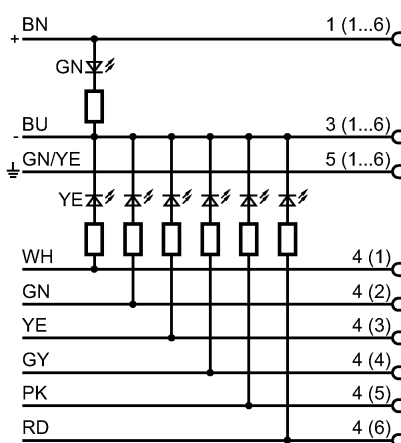 BN 1 (1...6)
+
GN
BU 3 (1...6)
-
GN/YE 5 (1...6)
YE
WH 4 (1)
GN 4 (2)
YE 4 (3)
GY 4 (4)
PK 4 (5)
RD 4 (6)